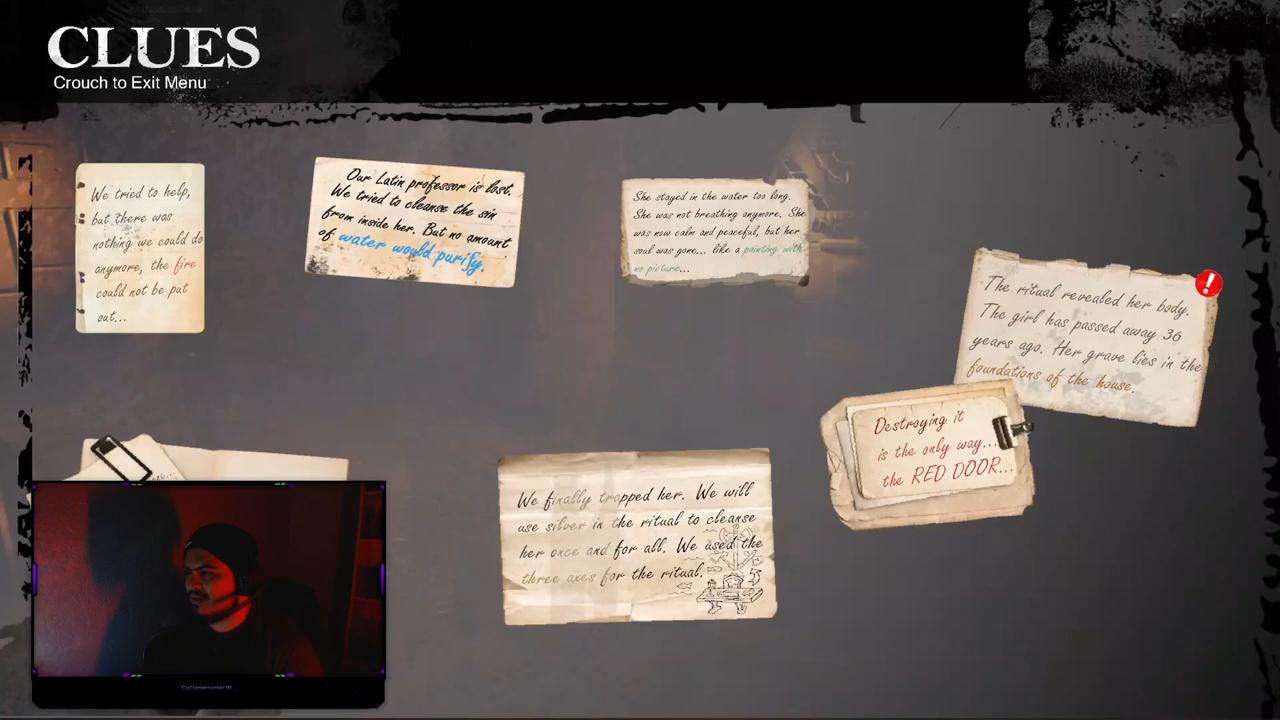 CLUES
Crouch to Exit Menu
We tried to help,
but there was
nothing we could do
anymore, the fire
could not be put
out...
Our Latin professor is lost.
We tried to cleanse the sin
from inside her. But no amount
of water would purify.
She stayed in the water too long.
She was not breathing anymore. She
was now calm and peaceful, but her
soul was gone... like a painting with
no picture...
The ritual revealed her body.
The girl has passed away 36
years ago. Her grave lies in the
foundations of the house.
Destroying it
is the only way...
the RED DOOR...
We finally trapped her. We will
use silver in the ritual to cleanse
her once and for all. We used the
three axes for the ritual.